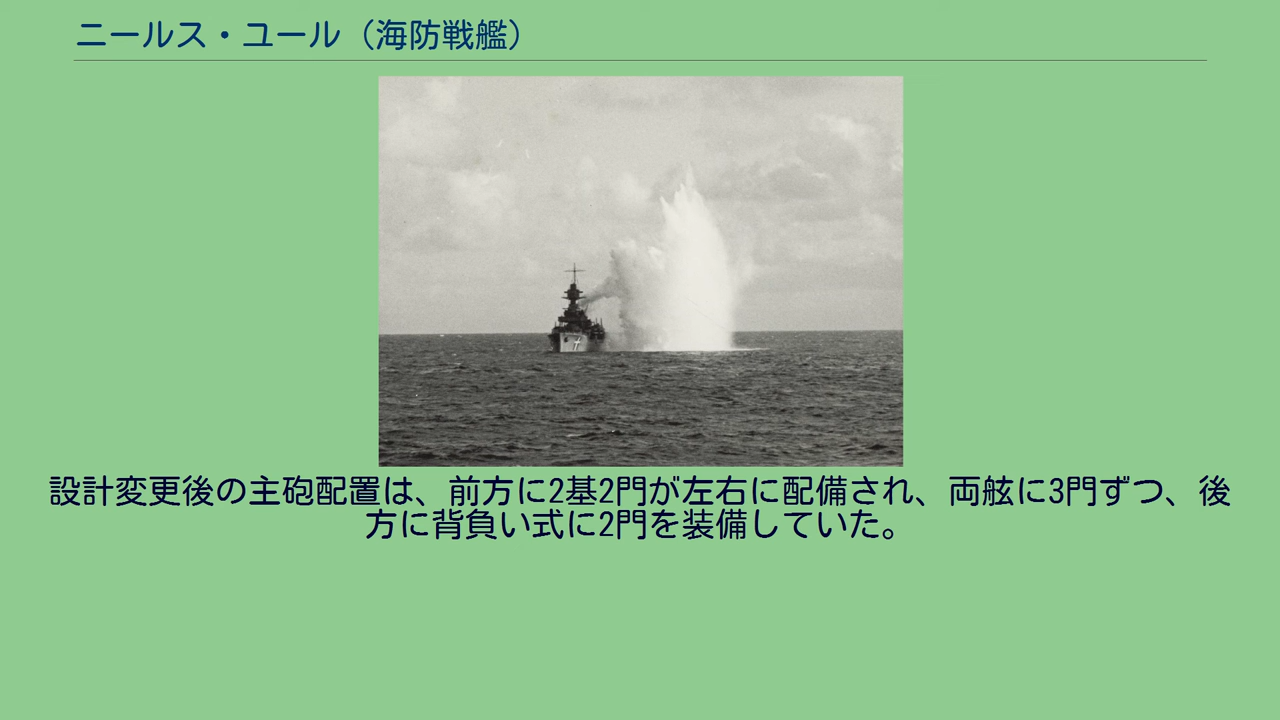 ニールス・ユール（海防戦艦）
設計変更後の主砲配置は、前方に2基2門が左右に配備され、両舷に3門ずつ、後
方に背負い式に2門を装備していた。